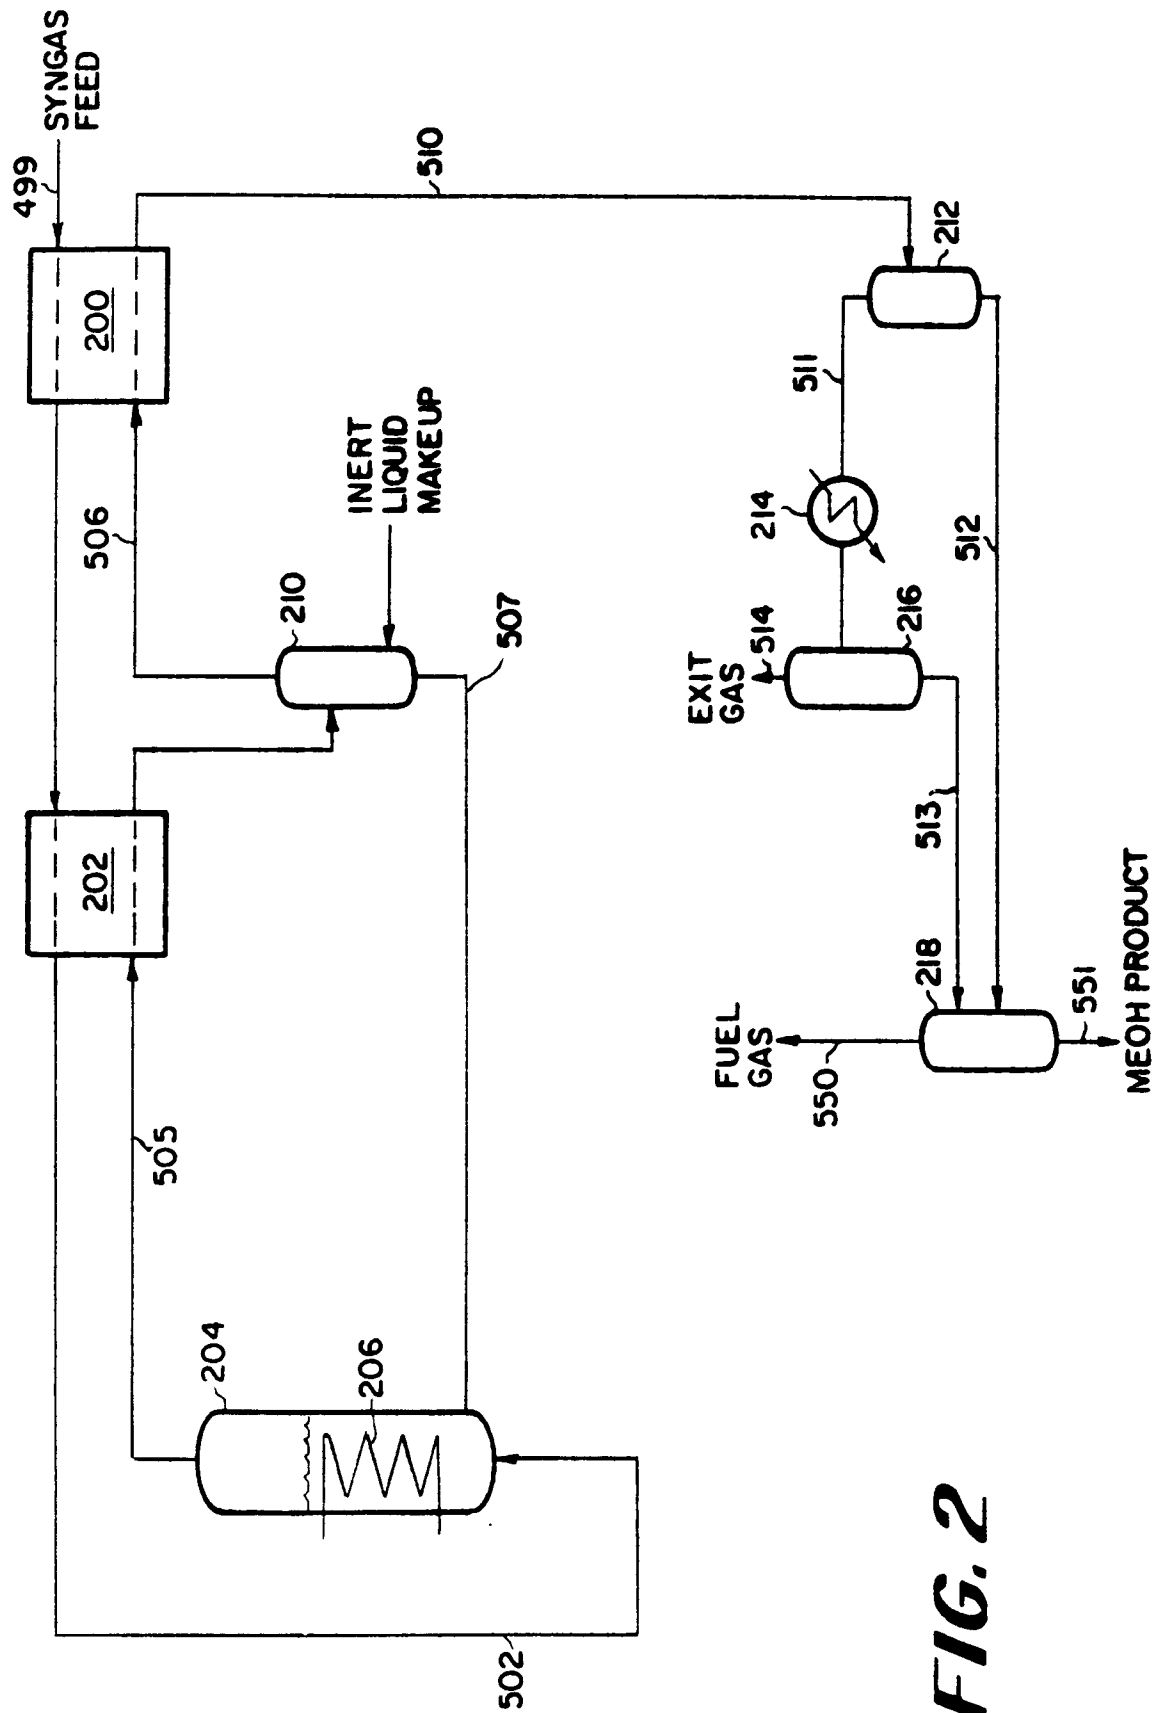 SYNGAS
FEED
499
200
510
506
INERT
LIQUID
MAKEUP
210
507
202
505
204
206
502
212
511
214
512
EXIT
GAS
514
216
513
FUEL
GAS
550
218
551
MEOH PRODUCT
FIG. 2